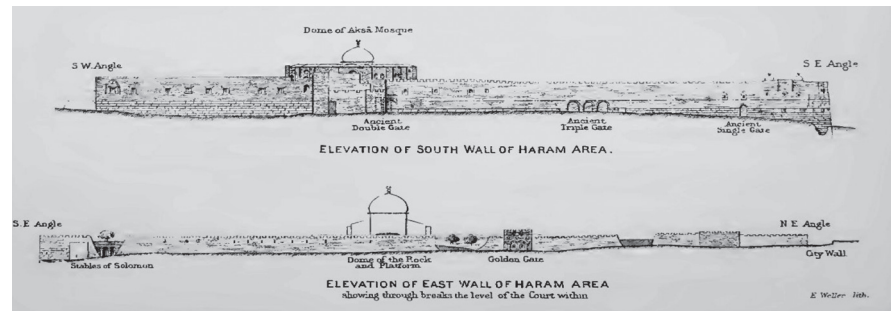 Dome of Aksâ Mosque
S.W. Angle
S E Angle
Ancient
Double Gate
Ancient
Triple Gate
Ancient
Single Gate
ELEVATION OF SOUTH WALL OF HARAM AREA.
S.E Angle
N.E Angle
Stables of Solomon
Dome of the Rock
and Platform
Golden Gate
City Wall
ELEVATION OF EAST WALL OF HARAM AREA
showing through breaks the level of the Court within
E Weller lith.